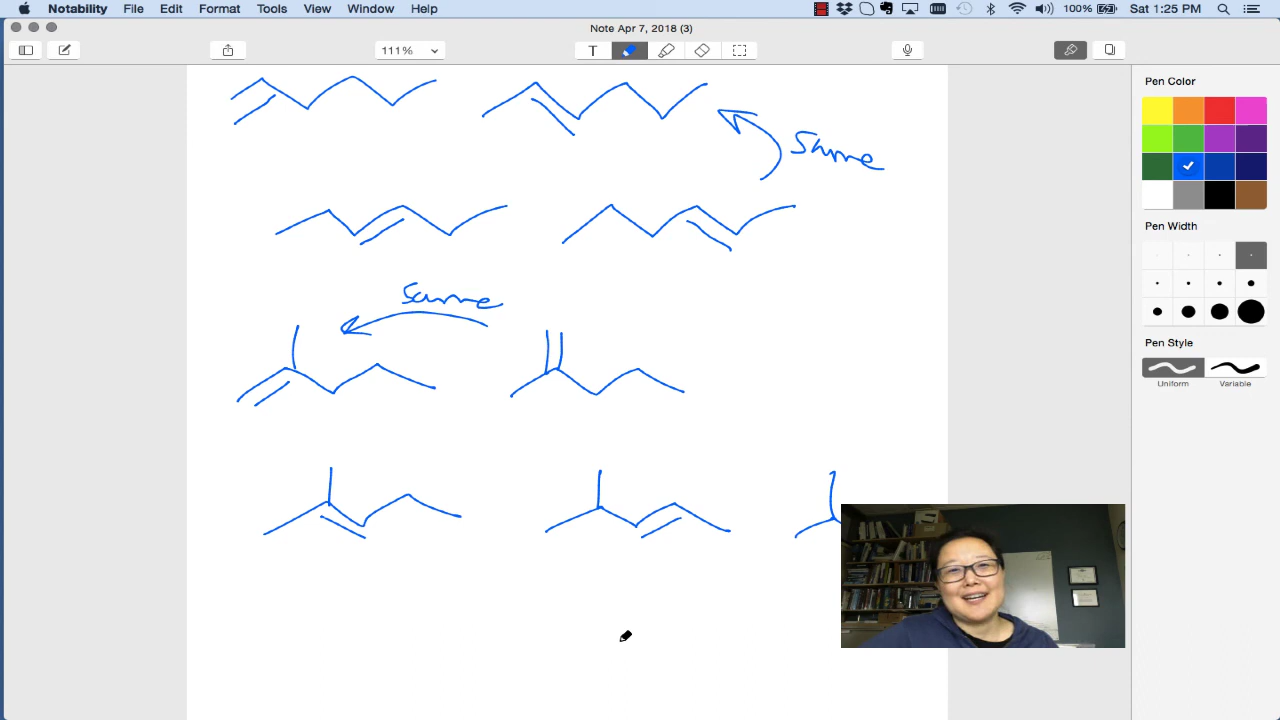 Notability File Edit Format Tools View Window Help 100% Sat 1:25 PM
Note Apr 7, 2018 (3)
111% T
Pen Color
Same
Pen Width
Same
Pen Style
Uniform Variable